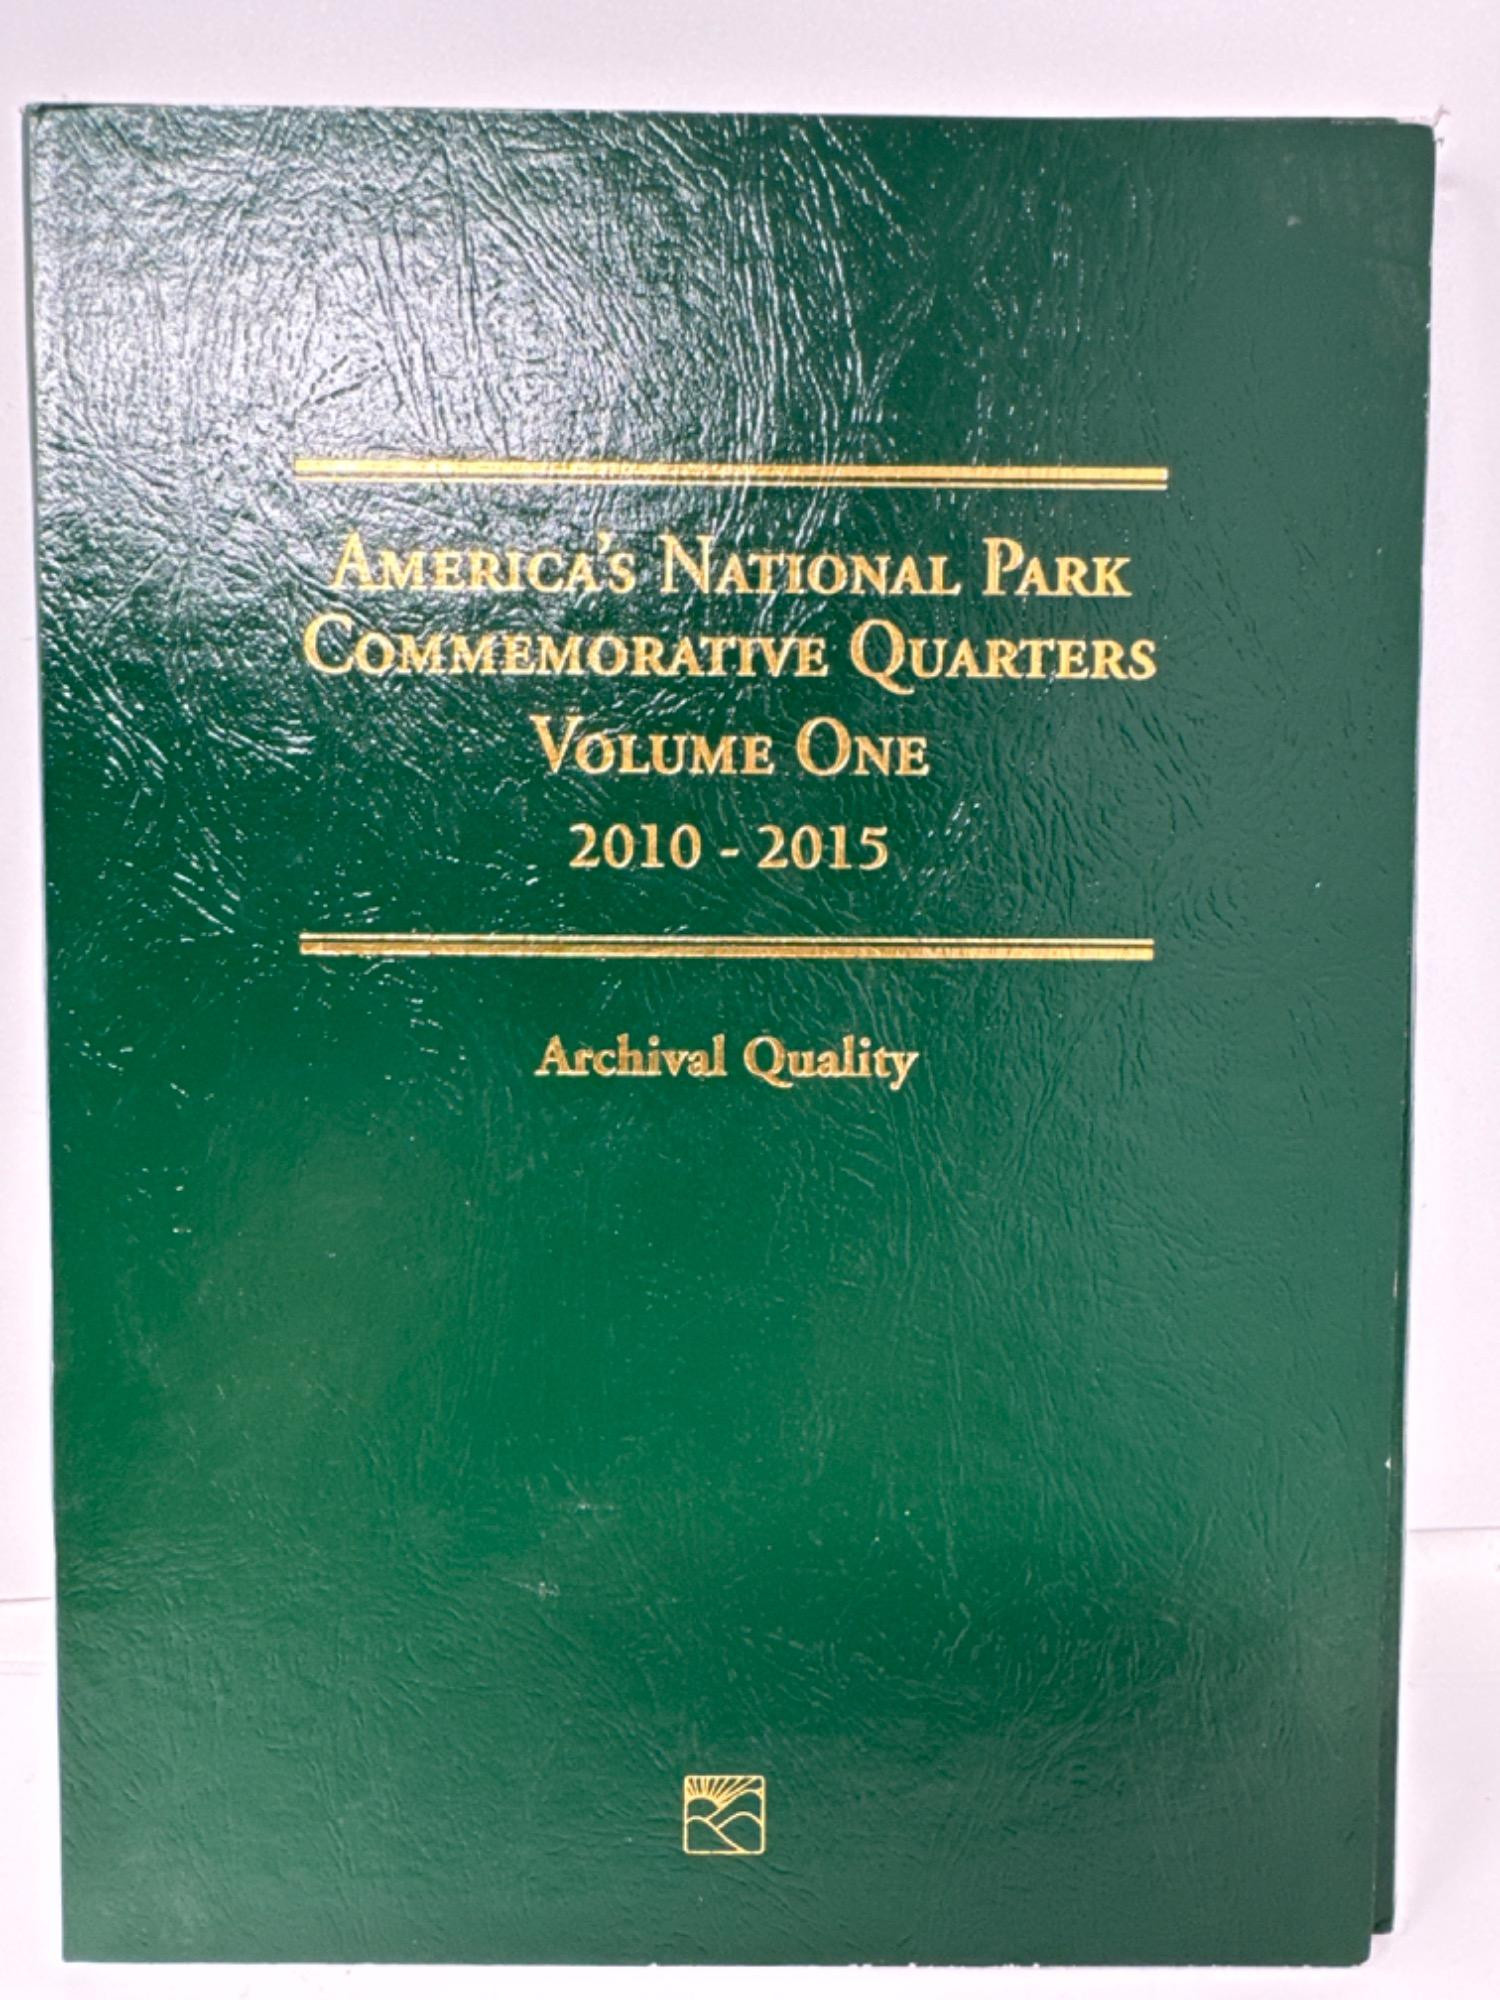 America's National Park
Commemorative Quarters
Volume One
2010 - 2015
Archival Quality